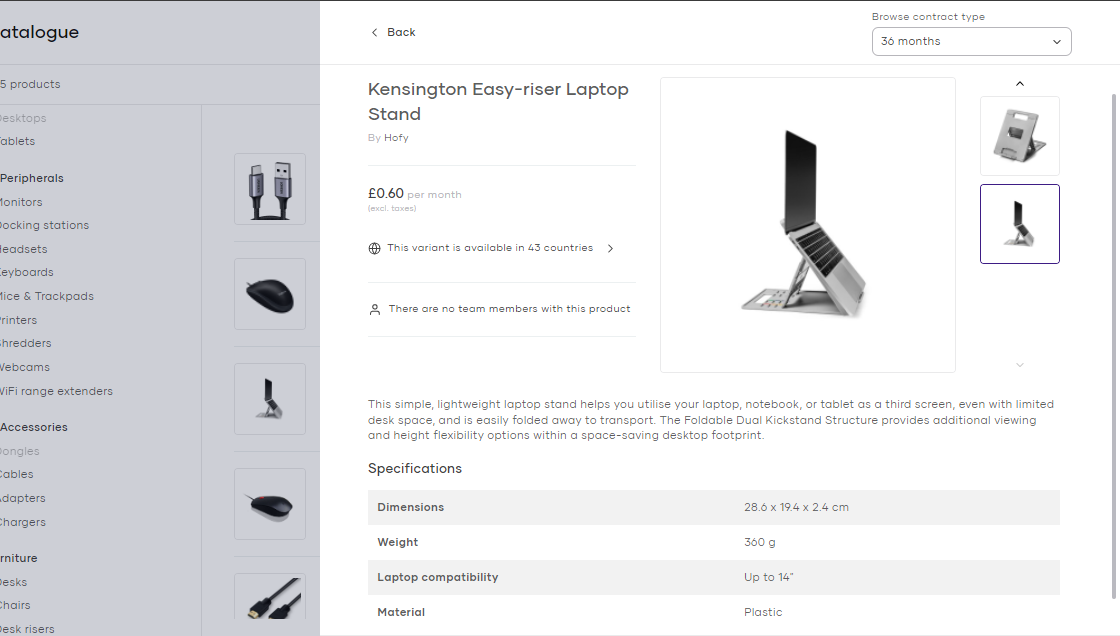 atalogue
5 products
Desktops
Tablets
Peripherals
Monitors
Docking stations
Headsets
Keyboards
Mice & Trackpads
Printers
Shredders
Webcams
WiFi range extenders
Accessories
Dongles
Cables
Adapters
Chargers
rniture
Desks
Chairs
Desk risers
Back
Browse contract type
36 months
Kensington Easy-riser Laptop
Stand
By Hofy
£0.60 per month
(excl. taxes)
This variant is available in 43 countries
There are no team members with this product
This simple, lightweight laptop stand helps you utilise your laptop, notebook, or tablet as a third screen, even with limited
desk space, and is easily folded away to transport. The Foldable Dual Kickstand Structure provides additional viewing
and height flexibility options within a space-saving desktop footprint.
Specifications
Dimensions 28.6 x 19.4 x 2.4 cm
Weight 360 g
Laptop compatibility Up to 14"
Material Plastic